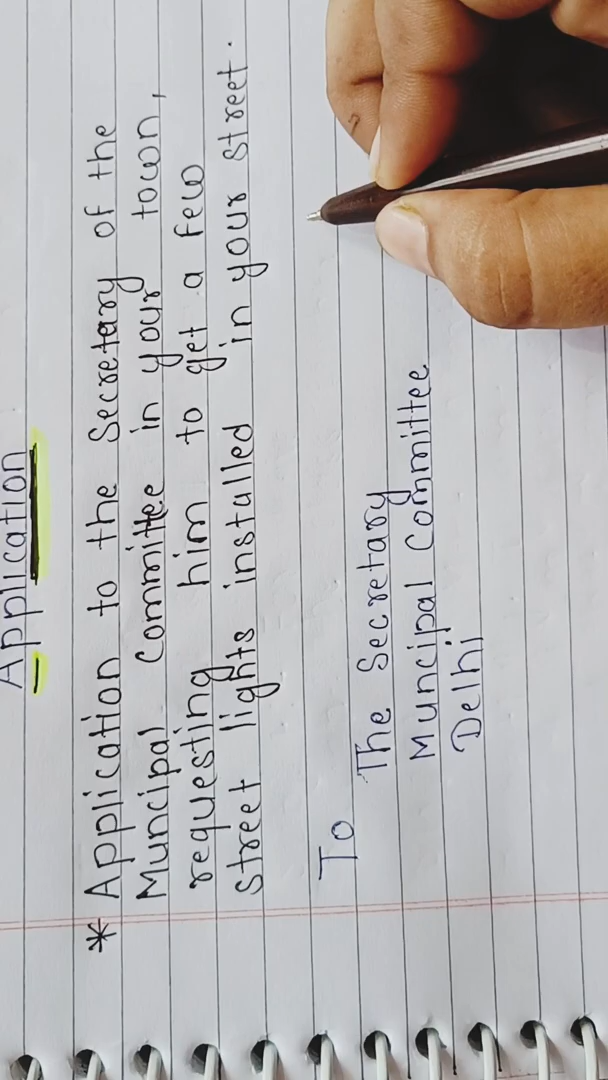 Application
* Application to the Secretary of the
Muncipal Committee in your town,
requesting him to get a few
street lights installed in your street.
To
The Secretary
Muncipal Committee
Delhi